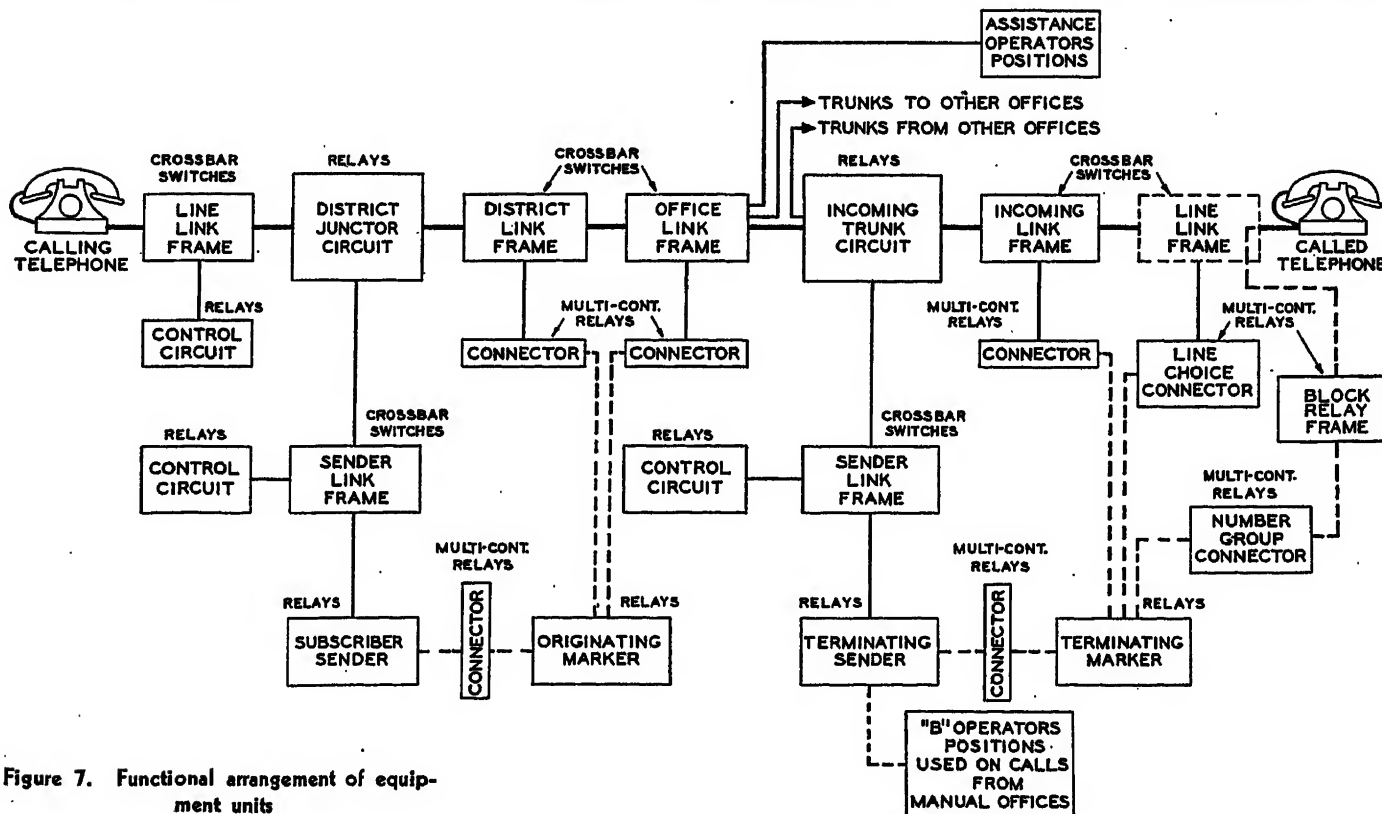 ASSISTANCE
OPERATORS
POSITIONS
TRUNKS TO OTHER OFFICES
TRUNKS FROM OTHER OFFICES
CROSSBAR
SWITCHES
RELAYS
CROSSBAR
SWITCHES
RELAYS
CROSSBAR
SWITCHES
CALLING
TELEPHONE
LINE
LINK
FRAME
DISTRICT
JUNCTOR
CIRCUIT
DISTRICT
LINK
FRAME
OFFICE
LINK
FRAME
INCOMING
TRUNK
CIRCUIT
INCOMING
LINK
FRAME
LINE
LINK
FRAME
CALLED
TELEPHONE
RELAYS
CONTROL
CIRCUIT
MULTI-CONT.
RELAYS
CONNECTOR
CONNECTOR
MULTI-CONT.
RELAYS
CONNECTOR
MULTI-CONT.
RELAYS
LINE
CHOICE
CONNECTOR
BLOCK
RELAY
FRAME
RELAYS
CONTROL
CIRCUIT
CROSSBAR
SWITCHES
SENDER
LINK
FRAME
RELAYS
CONTROL
CIRCUIT
CROSSBAR
SWITCHES
SENDER
LINK
FRAME
MULTI-CONT.
RELAYS
NUMBER
GROUP
CONNECTOR
RELAYS
SUBSCRIBER
SENDER
MULTI-CONT.
RELAYS
CONNECTOR
RELAYS
ORIGINATING
MARKER
RELAYS
TERMINATING
SENDER
MULTI-CONT.
RELAYS
CONNECTOR
RELAYS
TERMINATING
MARKER
"B" OPERATORS
POSITIONS
USED ON CALLS
FROM
MANUAL OFFICES
Figure 7. Functional arrangement of equip-
ment units